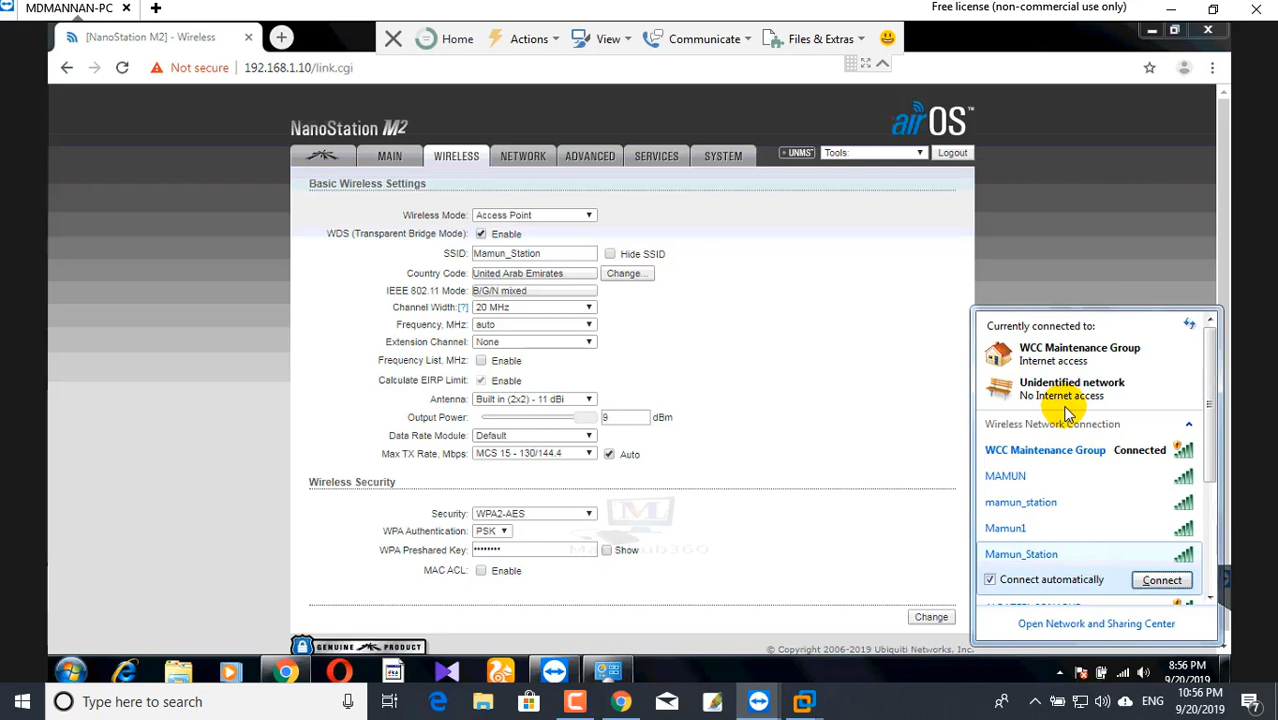 MDMANNAN-PC
Free license (non-commercial use only)
[NanoStation M2] - Wireless
Home
Actions
View
Communicate
Files & Extras
Not secure
192.168.1.10/link.cgi
NanoStation M2
airOS™
MAIN
WIRELESS
NETWORK
ADVANCED
SERVICES
SYSTEM
UNMS
Tools:
Logout
Basic Wireless Settings
Wireless Mode: Access Point
WDS (Transparent Bridge Mode): Enable
SSID: Mamun_Station Hide SSID
Country Code: United Arab Emirates Change...
IEEE 802.11 Mode: B/G/N mixed
Channel Width:[?] 20 MHz
Frequency, MHz: auto
Extension Channel: None
Frequency List, MHz: Enable
Calculate EIRP Limit: Enable
Antenna: Built in (2x2) - 11 dBi
Output Power: 9 dBm
Data Rate Module: Default
Max TX Rate, Mbps: MCS 15 - 130/144.4 Auto
Wireless Security
Security: WPA2-AES
WPA Authentication: PSK
WPA Preshared Key: •••••••• Show
MAC ACL: Enable
Change
GENUINE PRODUCT
© Copyright 2006-2019 Ubiquiti Networks, Inc.
Currently connected to:
WCC Maintenance Group
Internet access
Unidentified network
No Internet access
Wireless Network Connection
WCC Maintenance Group Connected
MAMUN
mamun_station
Mamun1
Mamun_Station
Connect automatically
Connect
Open Network and Sharing Center
8:56 PM
9/20/2019
Type here to search
ENG
10:56 PM
9/20/2019
7